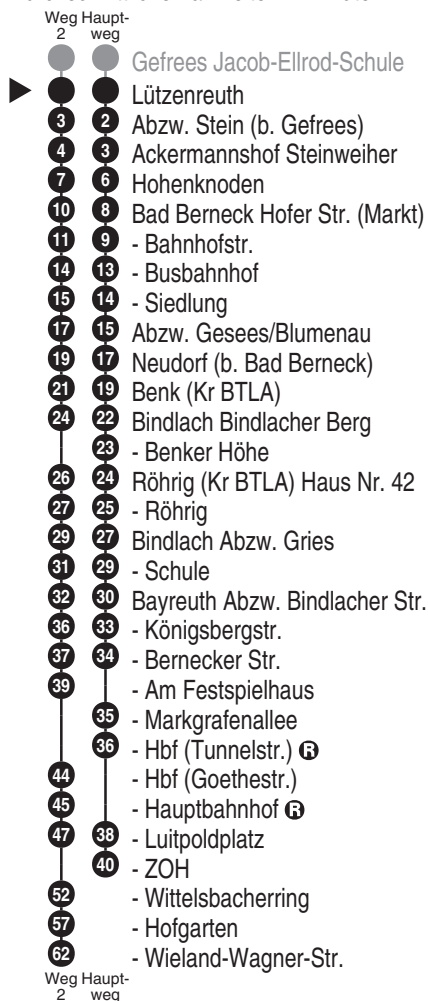 Weg Haupt-
2 weg
Gefrees Jacob-Ellrod-Schule
Lützenreuth
3 2 Abzw. Stein (b. Gefrees)
4 3 Ackermannshof Steinweiher
7 6 Hohenknoden
10 8 Bad Berneck Hofer Str. (Markt)
11 9 - Bahnhofstr.
14 13 - Busbahnhof
15 14 - Siedlung
17 15 Abzw. Gesees/Blumenau
19 17 Neudorf (b. Bad Berneck)
21 19 Benk (Kr BTLA)
24 22 Bindlach Bindlacher Berg
23 - Benker Höhe
26 24 Röhrig (Kr BTLA) Haus Nr. 42
27 25 - Röhrig
29 27 Bindlach Abzw. Gries
31 29 - Schule
32 30 Bayreuth Abzw. Bindlacher Str.
36 33 - Königsbergstr.
37 34 - Bernecker Str.
39 - Am Festspielhaus
35 - Markgrafenallee
36 - Hbf (Tunnelstr.) R
44 - Hbf (Goethestr.)
45 - Hauptbahnhof R
47 38 - Luitpoldplatz
40 - ZOH
52 - Wittelsbacherring
57 - Hofgarten
62 - Wieland-Wagner-Str.
Weg Haupt-
2 weg